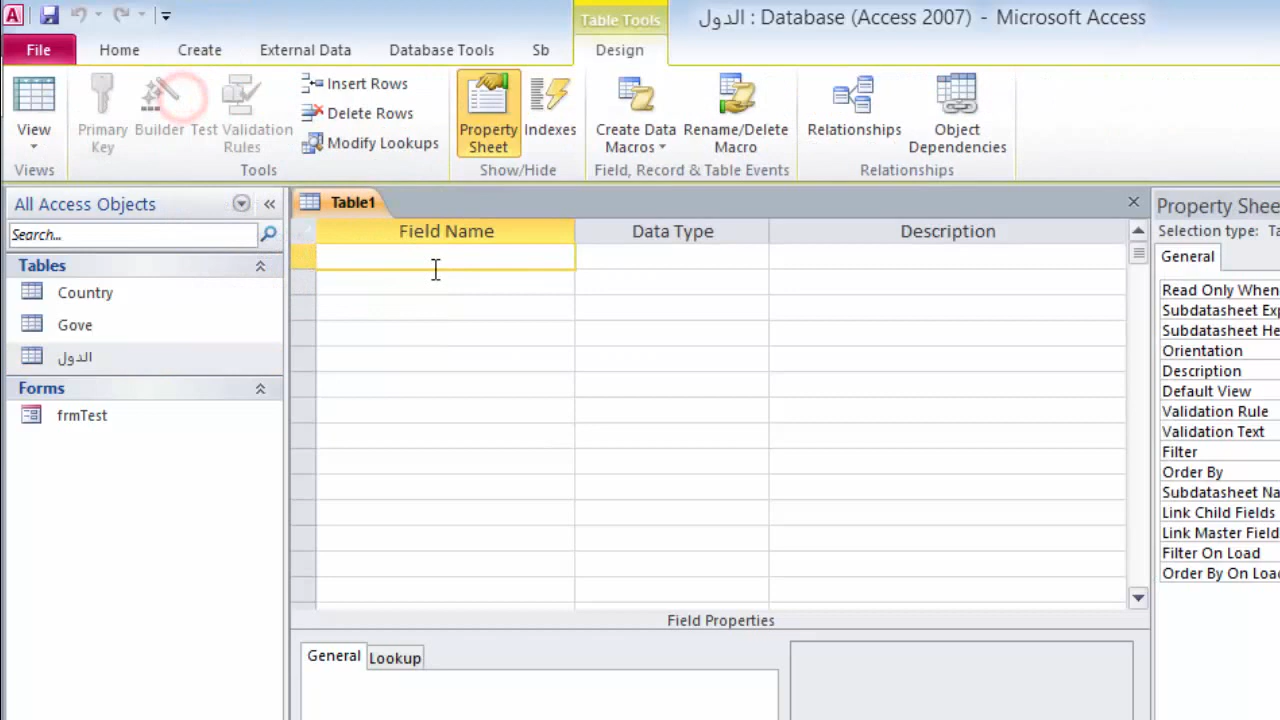 الدول : Database (Access 2007) - Microsoft Access
Table Tools
File Home Create External Data Database Tools Sb Design
View
Views
Primary Key
Builder
Test Validation Rules
Insert Rows
Delete Rows
Modify Lookups
Tools
Property Sheet
Indexes
Show/Hide
Create Data Macros
Rename/Delete Macro
Field, Record & Table Events
Relationships
Object Dependencies
Relationships
All Access Objects
Search...
Tables
Country
Gove
الدول
Forms
frmTest
Table1
Field Name Data Type Description
Field Properties
General Lookup
Property Shee
Selection type: Ta
General
Read Only When
Subdatasheet Exp
Subdatasheet He
Orientation
Description
Default View
Validation Rule
Validation Text
Filter
Order By
Subdatasheet Na
Link Child Fields
Link Master Field
Filter On Load
Order By On Loa